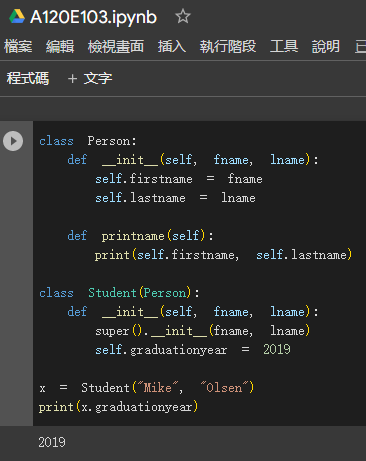 A120E103.ipynb
檔案 編輯 檢視畫面 插入 執行階段 工具 說明
程式碼 + 文字
class Person:
    def __init__(self, fname, lname):
        self.firstname = fname
        self.lastname = lname
    def printname(self):
        print(self.firstname, self.lastname)
class Student(Person):
    def __init__(self, fname, lname):
        super().__init__(fname, lname)
        self.graduationyear = 2019
x = Student("Mike", "Olsen")
print(x.graduationyear)
2019